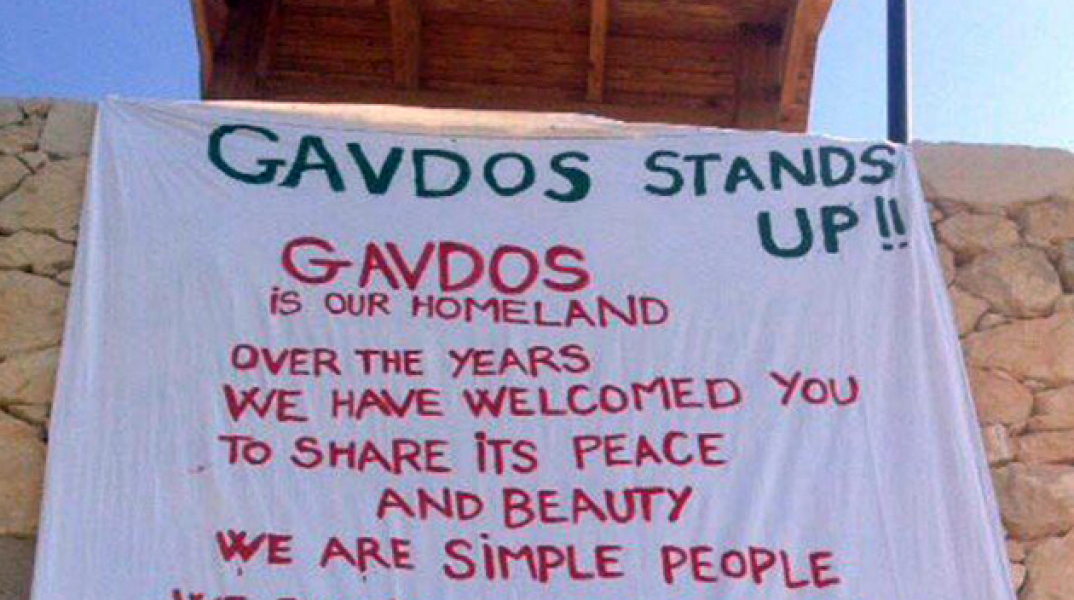 GAVDOS STANDS
UP!!
GAVDOS
iS OUR HOMELAND
OVER THE YEARS
WE HAVE WELCOMED YOU
TO SHARE iTS PEACE
AND BEAUTY
WE ARE SiMPLE PEOPLE
WE